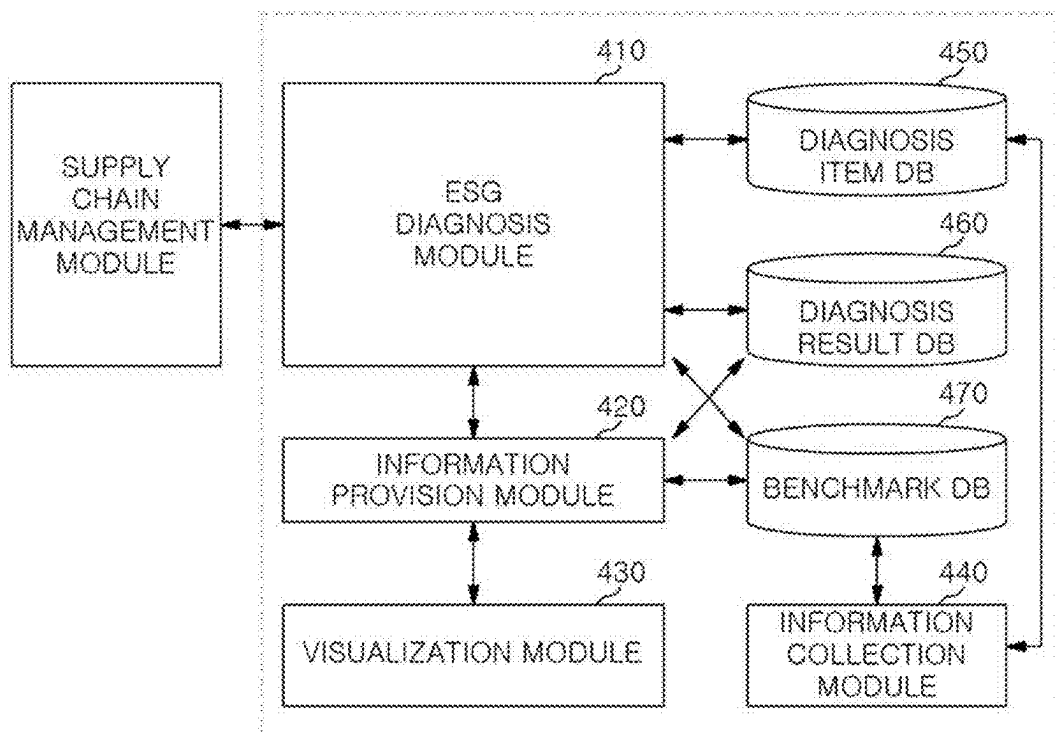 410
450
SUPPLY
CHAIN
MANAGEMENT
MODULE
ESG
DIAGNOSIS
MODULE
DIAGNOSIS
ITEM DB
460
DIAGNOSIS
RESULT DB
420
470
INFORMATION
PROVISION MODULE
BENCHMARK DB
430
440
VISUALIZATION MODULE
INFORMATION
COLLECTION
MODULE